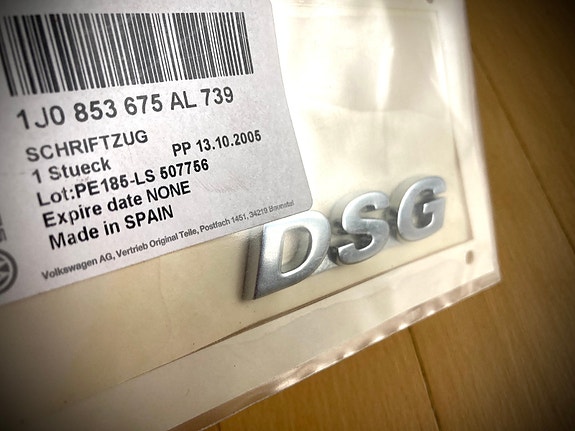 1J0 853 675 AL 739
SCHRIFTZUG
1 Stueck PP 13.10.2005
Lot:PE185-LS 507756
Expire date NONE
Made in SPAIN
Volkswagen AG, Vertrieb Original Teile, Postfach 1451, 34219 Baunatal
DSG